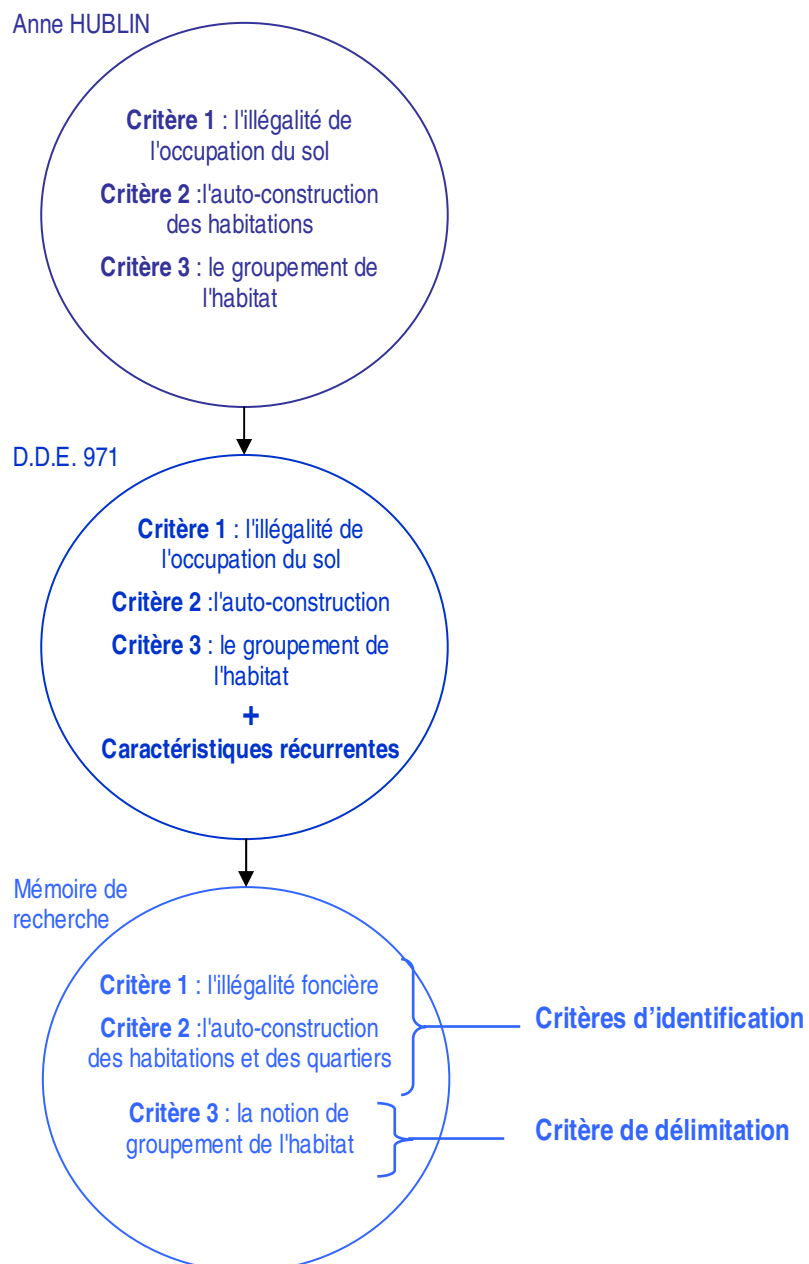 Anne HUBLIN
Critère 1 : l'illégalité de
l'occupation du sol
Critère 2 :l'auto-construction
des habitations
Critère 3 : le groupement de
l'habitat
D.D.E. 971
Critère 1 : l'illégalité de
l'occupation du sol
Critère 2 :l'auto-construction
Critère 3 : le groupement de
l'habitat
+
Caractéristiques récurrentes
Mémoire de
recherche
Critère 1 : l'illégalité foncière
Critère 2 :l'auto-construction
des habitations et des quartiers
Critères d’identification
Critère 3 : la notion de
groupement de l'habitat
Critère de délimitation